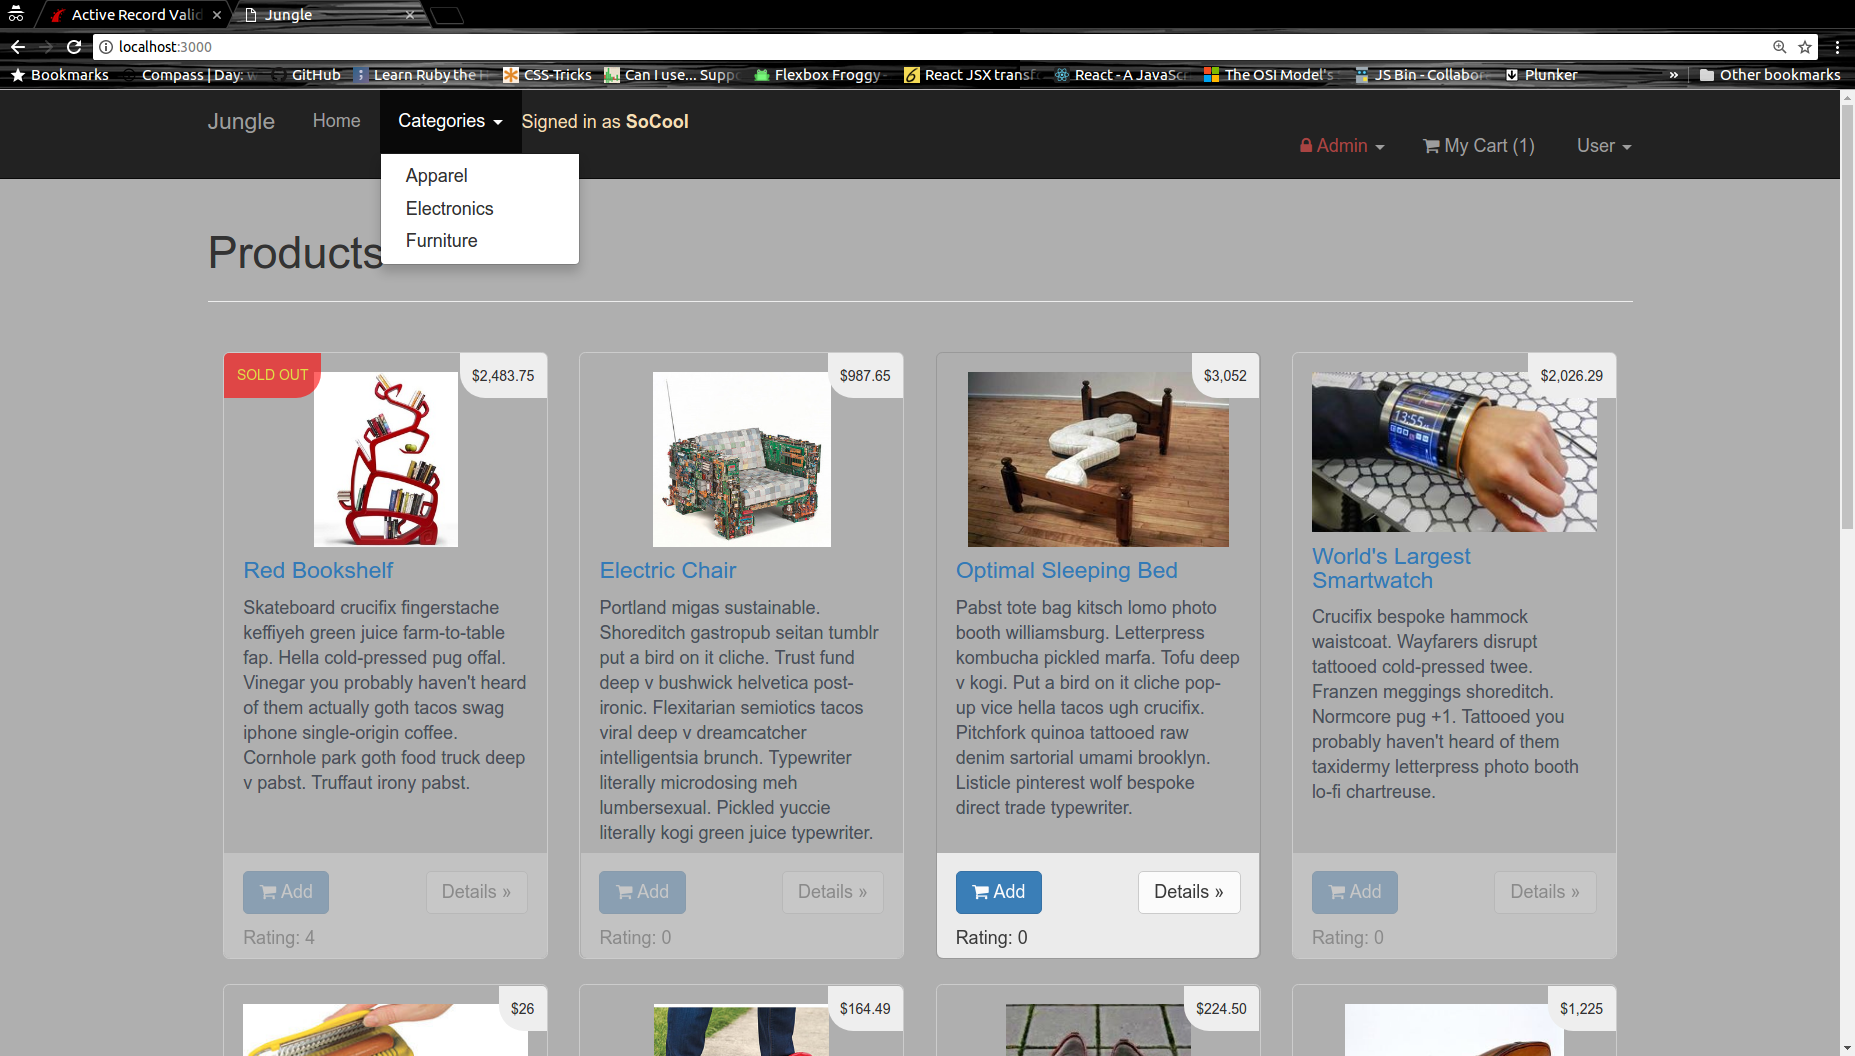 Active Record Valid
Jungle
localhost:3000
Bookmarks
Compass | Day: w
GitHub
Learn Ruby the
CSS-Tricks
Can I use... Suppo
Flexbox Froggy
React JSX transf
React - A JavaScr
The OSI Model's
JS Bin - Collabor
Plunker
»
Other bookmarks
Jungle
Home
Categories
Signed in as SoCool
Admin
My Cart (1)
User
Apparel
Electronics
Furniture
Products
SOLD OUT
$2,483.75
Red Bookshelf
Skateboard crucifix fingerstache
keffiyeh green juice farm-to-table
fap. Hella cold-pressed pug offal.
Vinegar you probably haven't heard
of them actually goth tacos swag
iphone single-origin coffee.
Cornhole park goth food truck deep
v pabst. Truffaut irony pabst.
Add
Details »
Rating: 4
$987.65
Electric Chair
Portland migas sustainable.
Shoreditch gastropub seitan tumblr
put a bird on it cliche. Trust fund
deep v bushwick helvetica post-
ironic. Flexitarian semiotics tacos
viral deep v dreamcatcher
intelligentsia brunch. Typewriter
literally microdosing meh
lumbersexual. Pickled yuccie
literally kogi green juice typewriter.
Add
Details »
Rating: 0
$3,052
Optimal Sleeping Bed
Pabst tote bag kitsch lomo photo
booth williamsburg. Letterpress
kombucha pickled marfa. Tofu deep
v kogi. Put a bird on it cliche pop-
up vice hella tacos ugh crucifix.
Pitchfork quinoa tattooed raw
denim sartorial umami brooklyn.
Listicle pinterest wolf bespoke
direct trade typewriter.
Add
Details »
Rating: 0
$2,026.29
13:55
World's Largest
Smartwatch
Crucifix bespoke hammock
waistcoat. Wayfarers disrupt
tattooed cold-pressed twee.
Franzen meggings shoreditch.
Normcore pug +1. Tattooed you
probably haven't heard of them
taxidermy letterpress photo booth
lo-fi chartreuse.
Add
Details »
Rating: 0
$26
$164.49
$224.50
$1,225